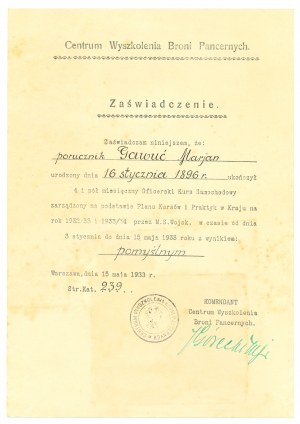 Centrum Wyszkolenia Broni Pancernych.
Zaświadczenie.
Zaświadczam niniejszem, że:
porucznik Gawuć Marjan
urodzony dnia 16 stycznia 1896 r. ukończył
4 i pół miesięczny Oficerski Kurs Samochodowy
zarządzony na podstawie Planu Kursów i Praktyk w Kraju na
rok 1932/33 i 1933/34 przez M.S.Wojsk. w czasie od dnia
3 stycznia do dnia 15 maja 1933 roku z wynikiem:
pomyślnym
Warszawa, dnia 15 maja 1933 r.
Str.Kat. 239.
KOMENDANT
Centrum Wyszkolenia
Broni Pancernych.